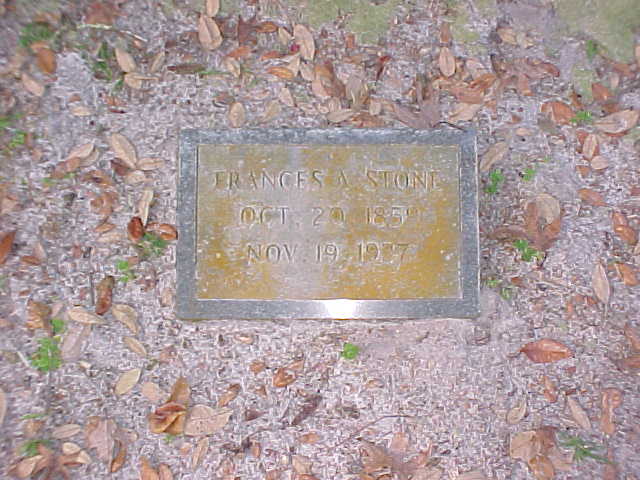 FRANCES A. STONE
OCT. 20 1859
NOV. 19, 1937